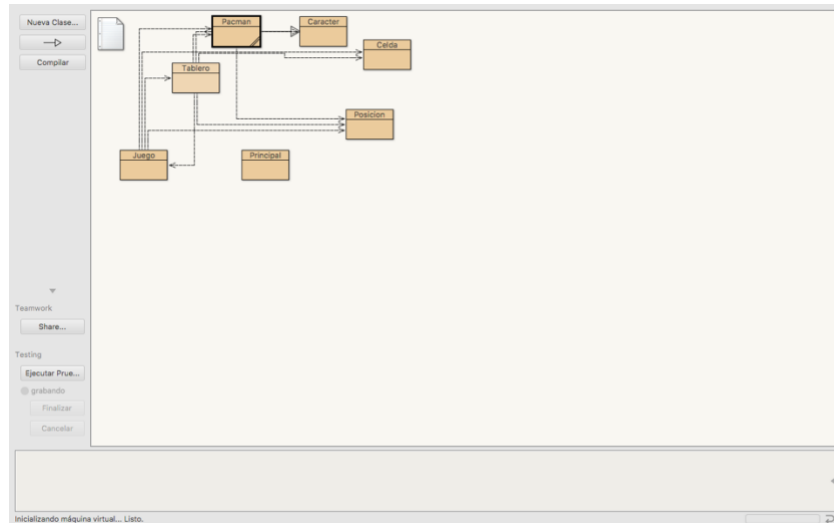 Nueva Clase...
Compilar
Pacman
Caracter
Celda
Tablero
Posicion
Juego
Principal
Teamwork
Share...
Testing
Ejecutar Prue...
grabando
Finalizar
Cancelar
Inicializando máquina virtual... Listo.